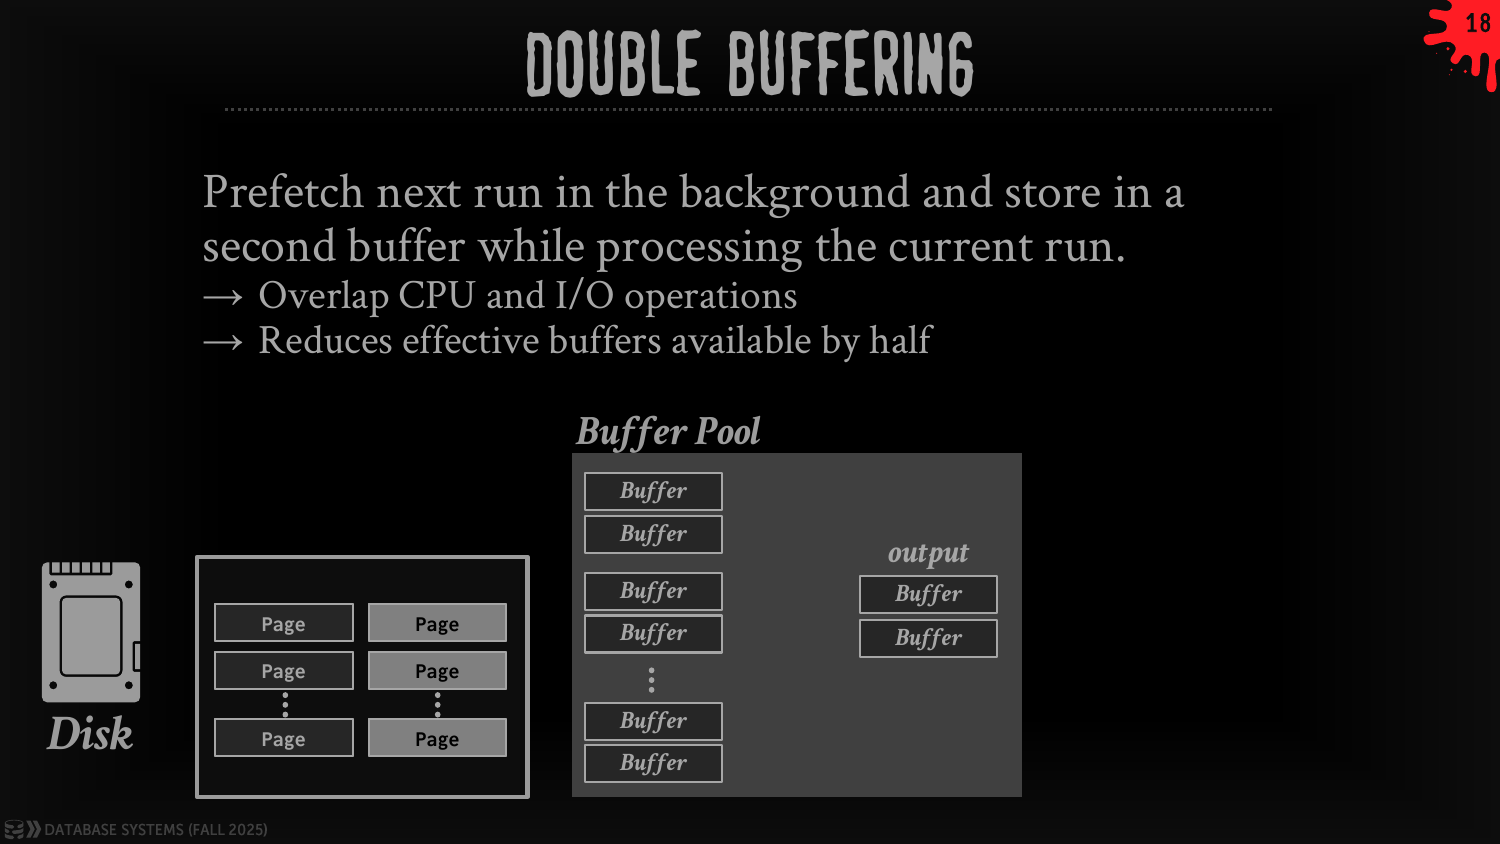 18
DOUBLE BUFFERING
Prefetch next run in the background and store in a
second buffer while processing the current run.
→ Overlap CPU and I/O operations
→ Reduces effective buffers available by half
Buffer Pool
Buffer
Buffer
Buffer
Buffer
Buffer
Buffer
output
Buffer
Buffer
Page Page
Page Page
Page Page
Disk
DATABASE SYSTEMS (FALL 2025)